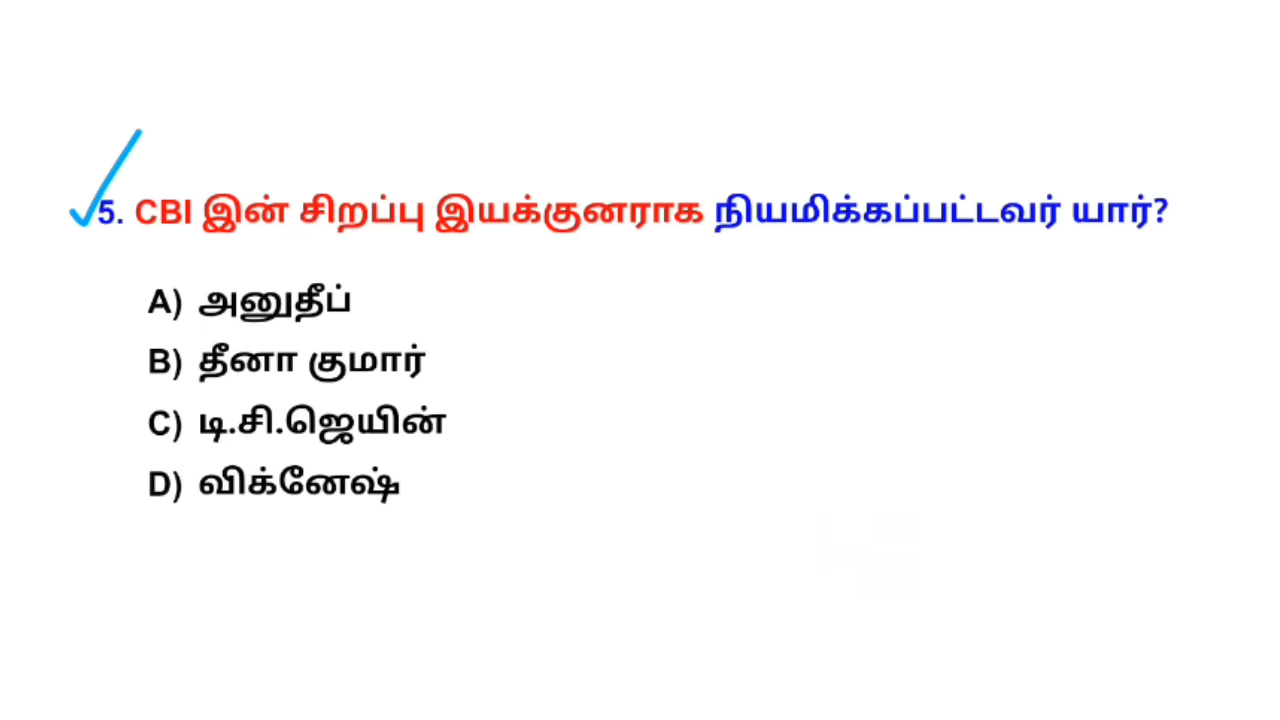 5. CBI இன் சிறப்பு இயக்குனராக நியமிக்கப்பட்டவர் யார்?
A) அனுதீப்
B) தீனா குமார்
C) டி.சி.ஜெயின்
D) விக்னேஷ்